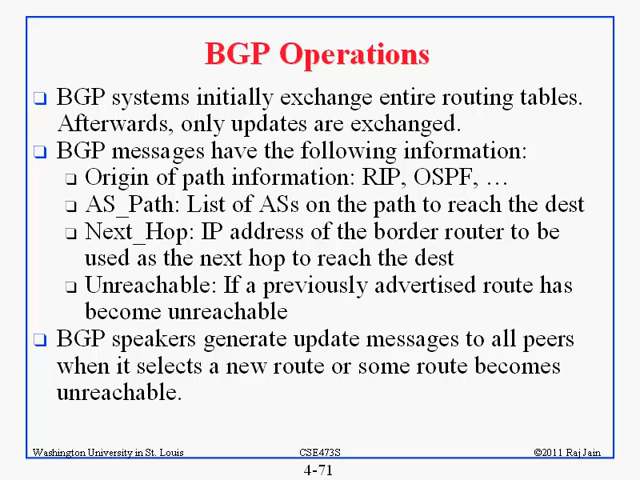 BGP Operations
❑ BGP systems initially exchange entire routing tables.
Afterwards, only updates are exchanged.
❑ BGP messages have the following information:
❑ Origin of path information: RIP, OSPF, …
❑ AS_Path: List of ASs on the path to reach the dest
❑ Next_Hop: IP address of the border router to be
used as the next hop to reach the dest
❑ Unreachable: If a previously advertised route has
become unreachable
❑ BGP speakers generate update messages to all peers
when it selects a new route or some route becomes
unreachable.
Washington University in St. Louis CSE473S ©2011 Raj Jain
4-71